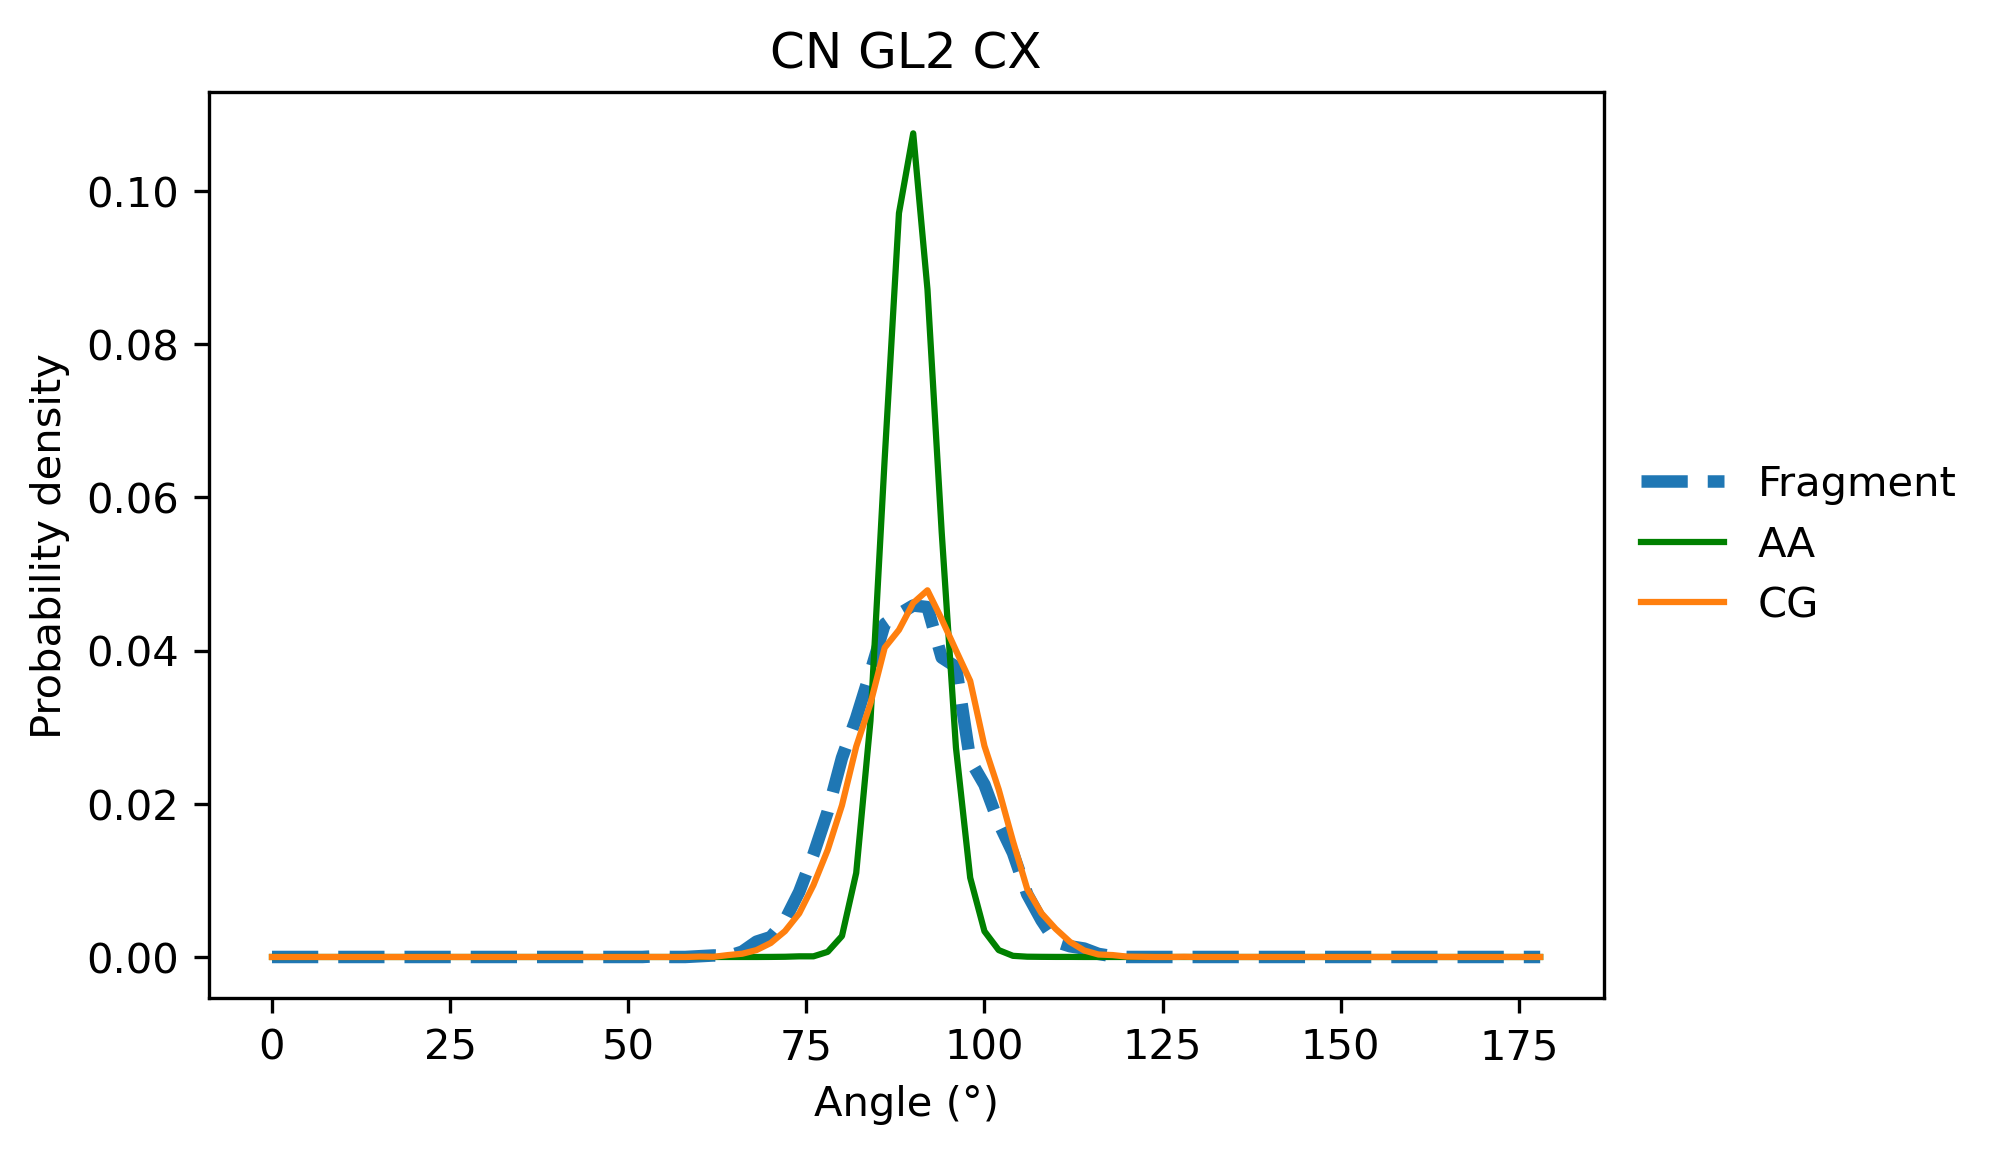 CN GL2 CX
Probability density
0.10
0.08
0.06
0.04
0.02
0.00
0 25 50 75 100 125 150 175
Angle (°)
Fragment
AA
CG